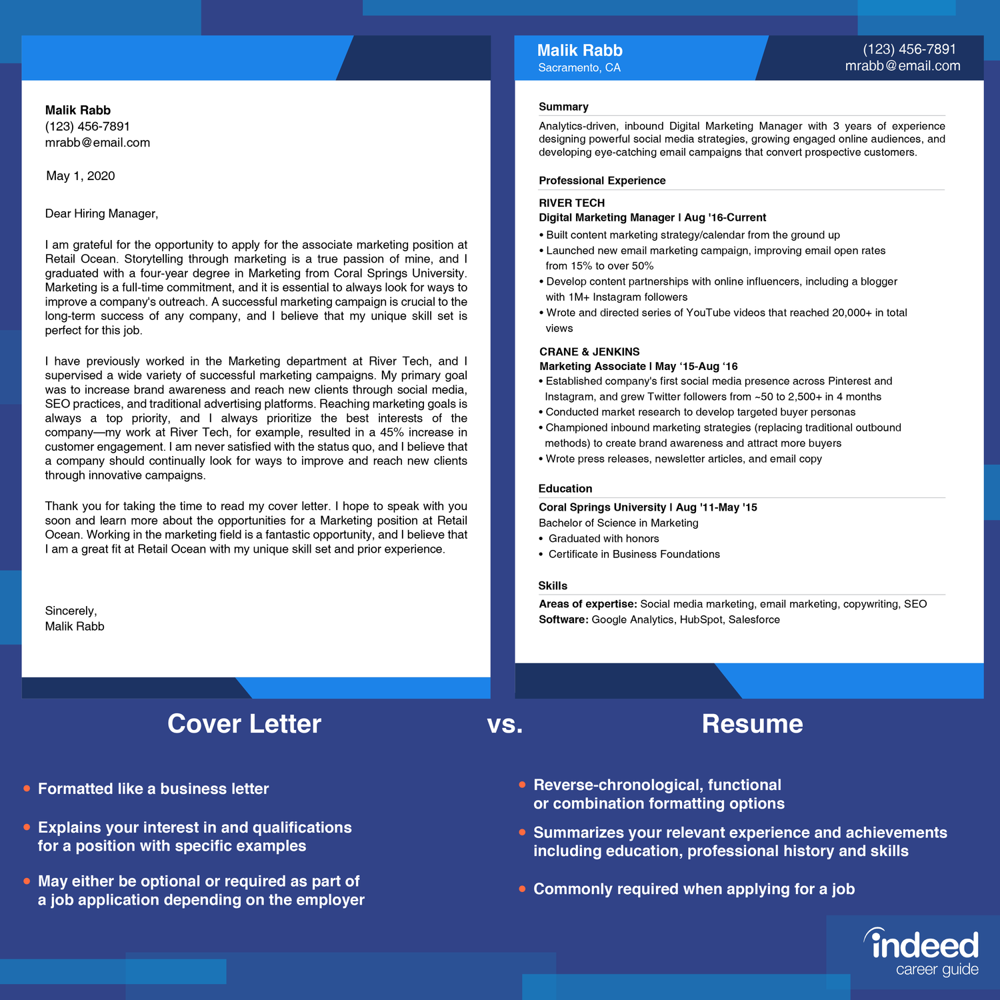 Malik Rabb
(123) 456-7891
mrabb@email.com
May 1, 2020
Dear Hiring Manager,
I am grateful for the opportunity to apply for the associate marketing position at
Retail Ocean. Storytelling through marketing is a true passion of mine, and I
graduated with a four-year degree in Marketing from Coral Springs University.
Marketing is a full-time commitment, and it is essential to always look for ways to
improve a company's outreach. A successful marketing campaign is crucial to the
long-term success of any company, and I believe that my unique skill set is
perfect for this job.
I have previously worked in the Marketing department at River Tech, and I
supervised a wide variety of successful marketing campaigns. My primary goal
was to increase brand awareness and reach new clients through social media,
SEO practices, and traditional advertising platforms. Reaching marketing goals is
always a top priority, and I always prioritize the best interests of the
company—my work at River Tech, for example, resulted in a 45% increase in
customer engagement. I am never satisfied with the status quo, and I believe that
a company should continually look for ways to improve and reach new clients
through innovative campaigns.
Thank you for taking the time to read my cover letter. I hope to speak with you
soon and learn more about the opportunities for a Marketing position at Retail
Ocean. Working in the marketing field is a fantastic opportunity, and I believe that
I am a great fit at Retail Ocean with my unique skill set and prior experience.
Sincerely,
Malik Rabb
Malik Rabb
Sacramento, CA
(123) 456-7891
mrabb@email.com
Summary
Analytics-driven, inbound Digital Marketing Manager with 3 years of experience
designing powerful social media strategies, growing engaged online audiences, and
developing eye-catching email campaigns that convert prospective customers.
Professional Experience
RIVER TECH
Digital Marketing Manager | Aug '16-Current
• Built content marketing strategy/calendar from the ground up
• Launched new email marketing campaign, improving email open rates
from 15% to over 50%
• Develop content partnerships with online influencers, including a blogger
with 1M+ Instagram followers
• Wrote and directed series of YouTube videos that reached 20,000+ in total
views
CRANE & JENKINS
Marketing Associate | May ‘15-Aug ‘16
• Established company's first social media presence across Pinterest and
Instagram, and grew Twitter followers from ~50 to 2,500+ in 4 months
• Conducted market research to develop targeted buyer personas
• Championed inbound marketing strategies (replacing traditional outbound
methods) to create brand awareness and attract more buyers
• Wrote press releases, newsletter articles, and email copy
Education
Coral Springs University | Aug '11-May '15
Bachelor of Science in Marketing
• Graduated with honors
• Certificate in Business Foundations
Skills
Areas of expertise: Social media marketing, email marketing, copywriting, SEO
Software: Google Analytics, HubSpot, Salesforce
Cover Letter vs. Resume
• Formatted like a business letter
• Explains your interest in and qualifications
for a position with specific examples
• May either be optional or required as part of
a job application depending on the employer
• Reverse-chronological, functional
or combination formatting options
• Summarizes your relevant experience and achievements
including education, professional history and skills
• Commonly required when applying for a job
indeed
career guide